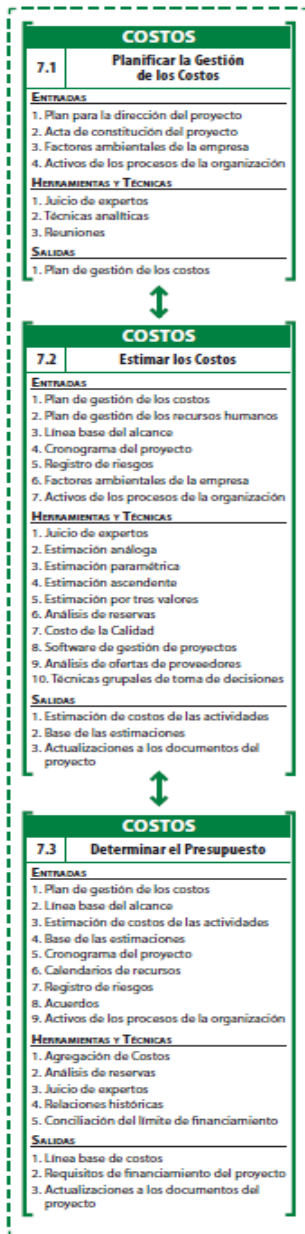 COSTOS
7.1 Planificar la Gestión
de los Costos
ENTRADAS
1. Plan para la dirección del proyecto
2. Acta de constitución del proyecto
3. Factores ambientales de la empresa
4. Activos de los procesos de la organización
HERRAMIENTAS Y TÉCNICAS
1. Juicio de expertos
2. Técnicas analíticas
3. Reuniones
SALIDAS
1. Plan de gestión de los costos
COSTOS
7.2 Estimar los Costos
ENTRADAS
1. Plan de gestión de los costos
2. Plan de gestión de los recursos humanos
3. Línea base del alcance
4. Cronograma del proyecto
5. Registro de riesgos
6. Factores ambientales de la empresa
7. Activos de los procesos de la organización
HERRAMIENTAS Y TÉCNICAS
1. Juicio de expertos
2. Estimación análoga
3. Estimación paramétrica
4. Estimación ascendente
5. Estimación por tres valores
6. Análisis de reservas
7. Costo de la Calidad
8. Software de gestión de proyectos
9. Análisis de ofertas de proveedores
10. Técnicas grupales de toma de decisiones
SALIDAS
1. Estimación de costos de las actividades
2. Base de las estimaciones
3. Actualizaciones a los documentos del
proyecto
COSTOS
7.3 Determinar el Presupuesto
ENTRADAS
1. Plan de gestión de los costos
2. Línea base del alcance
3. Estimación de costos de las actividades
4. Base de las estimaciones
5. Cronograma del proyecto
6. Calendarios de recursos
7. Registro de riesgos
8. Acuerdos
9. Activos de los procesos de la organización
HERRAMIENTAS Y TÉCNICAS
1. Agregación de Costos
2. Análisis de reservas
3. Juicio de expertos
4. Relaciones históricas
5. Conciliación del límite de financiamiento
SALIDAS
1. Línea base de costos
2. Requisitos de financiamiento del proyecto
3. Actualizaciones a los documentos del
proyecto